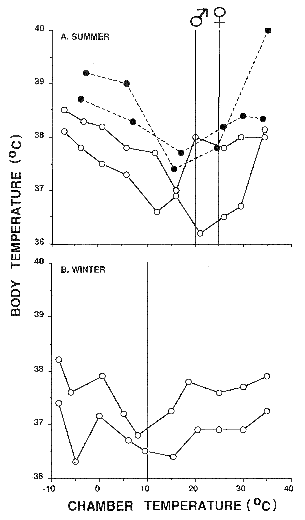 ♂ ♀
40
A. SUMMER
39
38
37
36
BODY TEMPERATURE (°C)
40
B. WINTER
39
38
37
36
-10 0 10 20 30 40
CHAMBER TEMPERATURE (°C)